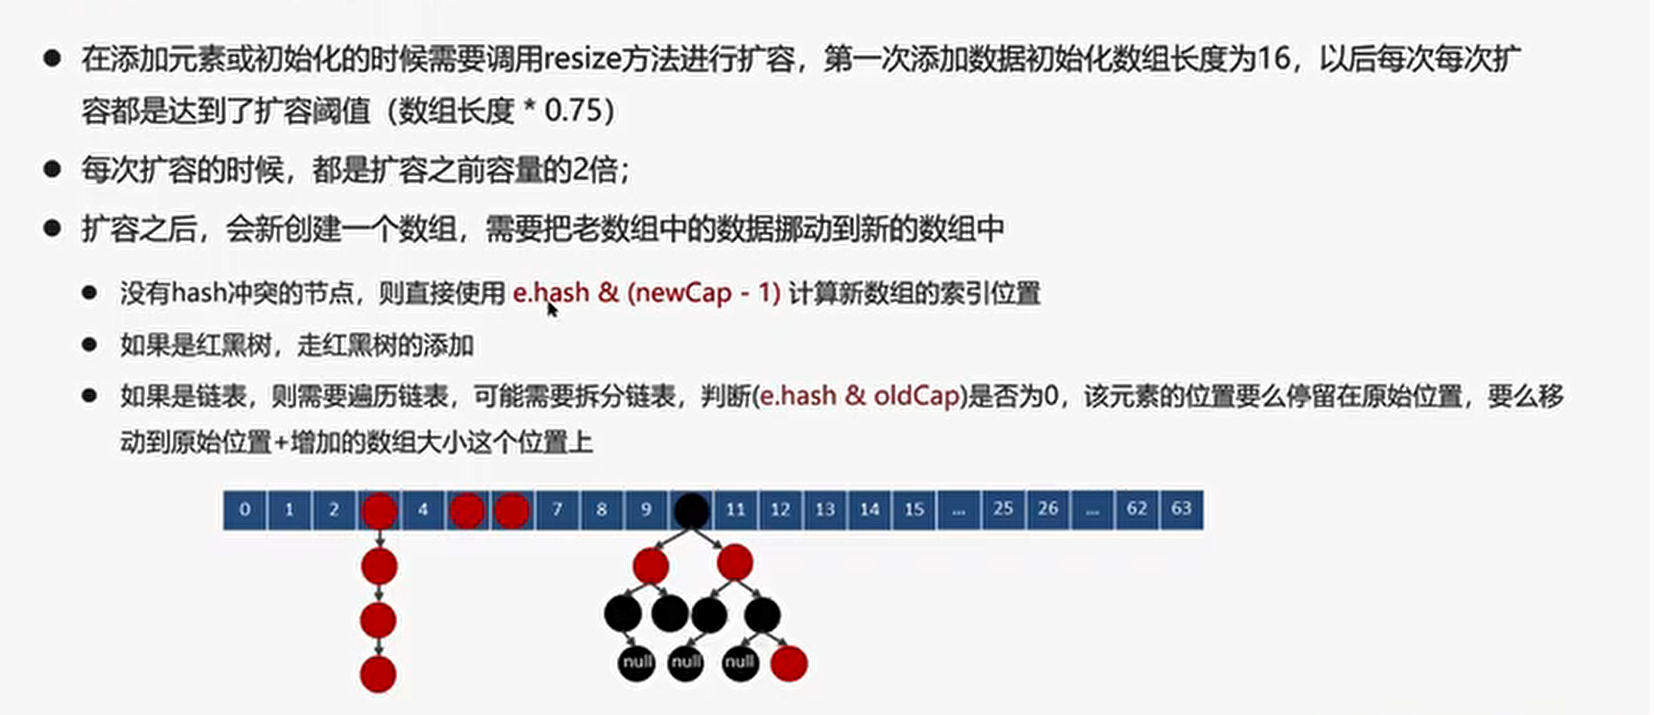 在添加元素或初始化的时候需要调用resize方法进行扩容，第一次添加数据初始化数组长度为16，以后每次每次扩
容都是达到了扩容阈值（数组长度 * 0.75）
每次扩容的时候，都是扩容之前容量的2倍；
扩容之后，会新创建一个数组，需要把老数组中的数据挪动到新的数组中
没有hash冲突的节点，则直接使用 e.hash & (newCap - 1) 计算新数组的索引位置
如果是红黑树，走红黑树的添加
如果是链表，则需要遍历链表，可能需要拆分链表，判断(e.hash & oldCap)是否为0，该元素的位置要么停留在原始位置，要么移
动到原始位置+增加的数组大小这个位置上
0 1 2 4 7 8 9 11 12 13 14 15 ... 25 26 ... 62 63
null null null